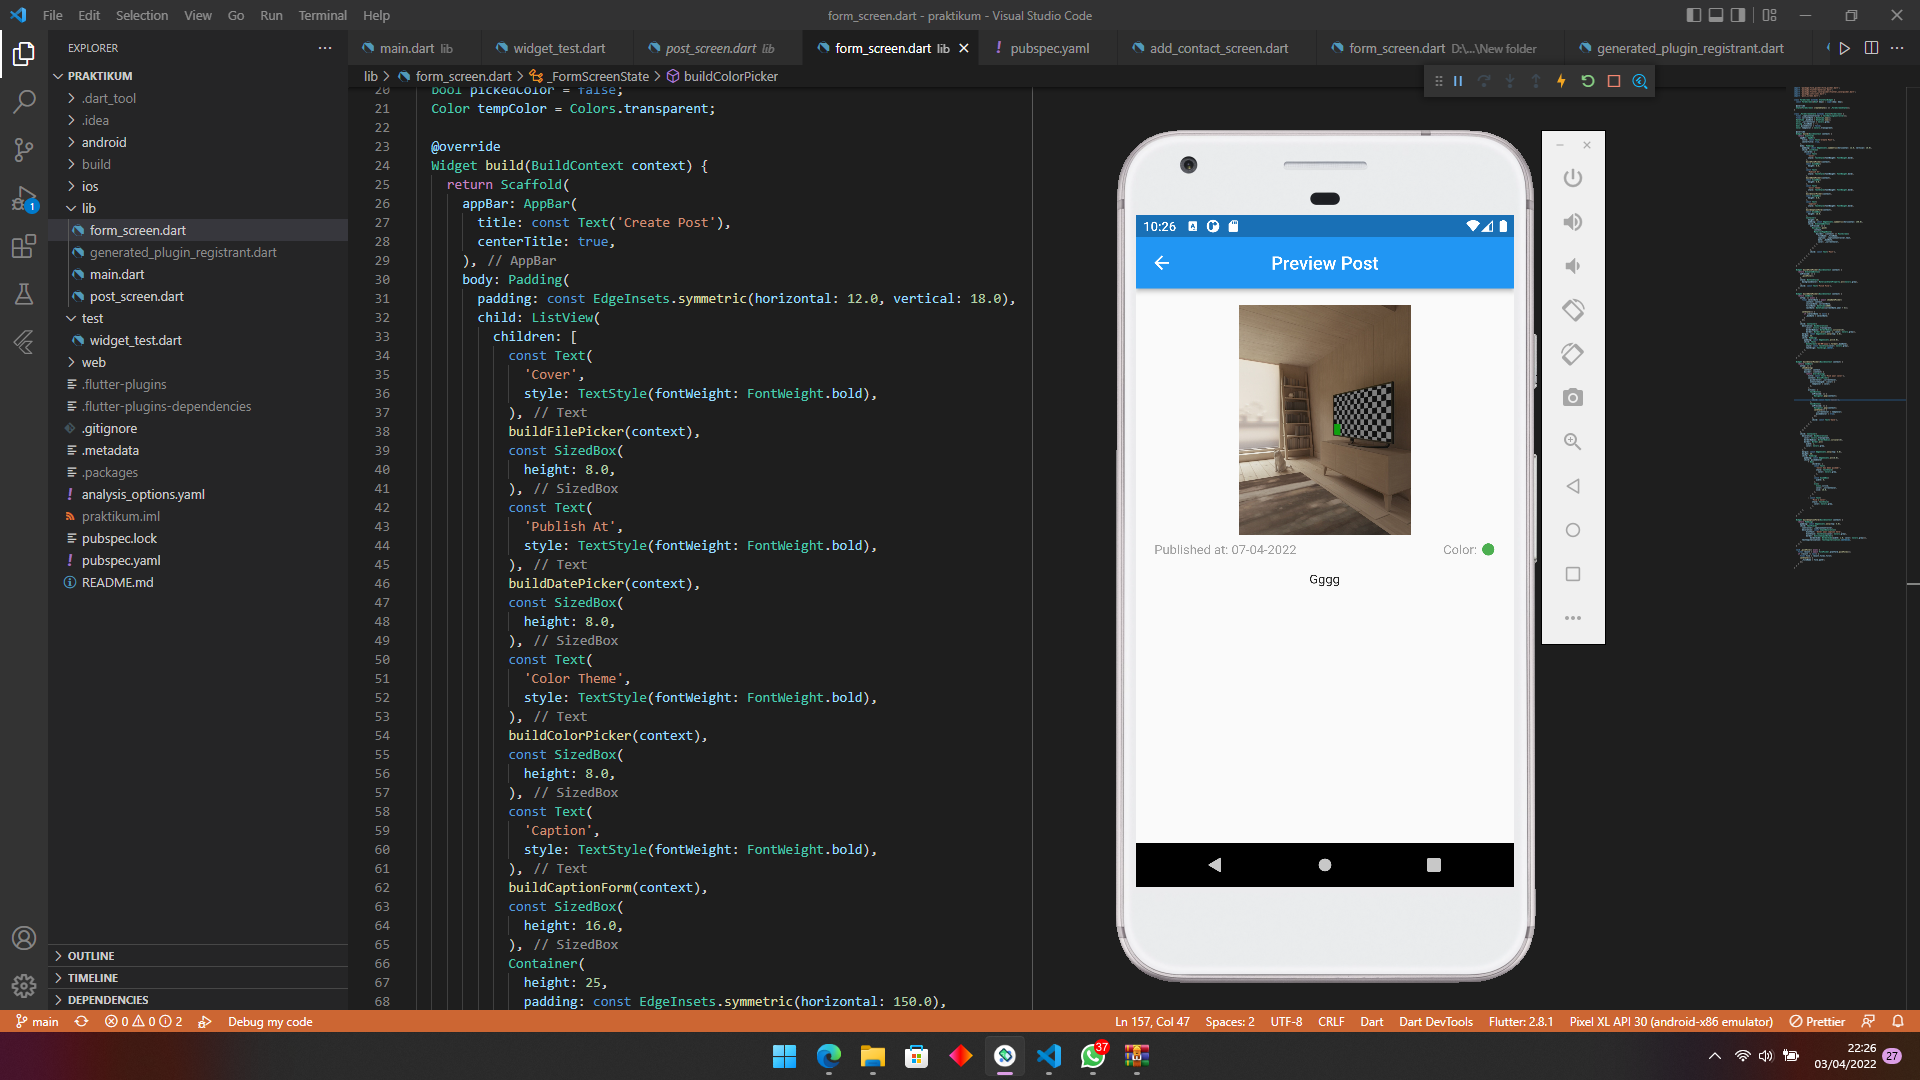 File Edit Selection View Go Run Terminal Help
form_screen.dart - praktikum - Visual Studio Code
EXPLORER
PRAKTIKUM
.dart_tool
.idea
android
build
ios
lib
form_screen.dart
generated_plugin_registrant.dart
main.dart
post_screen.dart
test
widget_test.dart
web
.flutter-plugins
.flutter-plugins-dependencies
.gitignore
.metadata
.packages
analysis_options.yaml
praktikum.iml
pubspec.lock
pubspec.yaml
README.md
OUTLINE
TIMELINE
DEPENDENCIES
1
main.dart lib
widget_test.dart
post_screen.dart lib
form_screen.dart lib
pubspec.yaml
add_contact_screen.dart
form_screen.dart D:\...\New folder
generated_plugin_registrant.dart
lib > form_screen.dart > _FormScreenState > buildColorPicker
20 bool pickedColor = false;
21 Color tempColor = Colors.transparent;
22
23 @override
24 Widget build(BuildContext context) {
25 return Scaffold(
26 appBar: AppBar(
27 title: const Text('Create Post'),
28 centerTitle: true,
29 ), // AppBar
30 body: Padding(
31 padding: const EdgeInsets.symmetric(horizontal: 12.0, vertical: 18.0),
32 child: ListView(
33 children: [
34 const Text(
35 'Cover',
36 style: TextStyle(fontWeight: FontWeight.bold),
37 ), // Text
38 buildFilePicker(context),
39 const SizedBox(
40 height: 8.0,
41 ), // SizedBox
42 const Text(
43 'Publish At',
44 style: TextStyle(fontWeight: FontWeight.bold),
45 ), // Text
46 buildDatePicker(context),
47 const SizedBox(
48 height: 8.0,
49 ), // SizedBox
50 const Text(
51 'Color Theme',
52 style: TextStyle(fontWeight: FontWeight.bold),
53 ), // Text
54 buildColorPicker(context),
55 const SizedBox(
56 height: 8.0,
57 ), // SizedBox
58 const Text(
59 'Caption',
60 style: TextStyle(fontWeight: FontWeight.bold),
61 ), // Text
62 buildCaptionForm(context),
63 const SizedBox(
64 height: 16.0,
65 ), // SizedBox
66 Container(
67 height: 25,
68 padding: const EdgeInsets.symmetric(horizontal: 150.0),
10:26
Preview Post
Published at: 07-04-2022
Color:
Gggg
main
0 0 2
Debug my code
Ln 157, Col 47
Spaces: 2
UTF-8
CRLF
Dart
Dart DevTools
Flutter: 2.8.1
Pixel XL API 30 (android-x86 emulator)
Prettier
37
22:26
03/04/2022
27